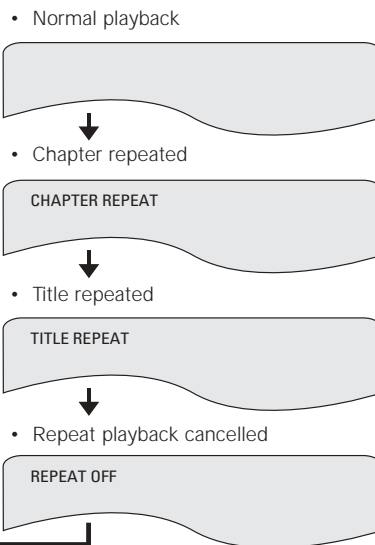 • Normal playback
• Chapter repeated
CHAPTER REPEAT
• Title repeated
TITLE REPEAT
• Repeat playback cancelled
REPEAT OFF